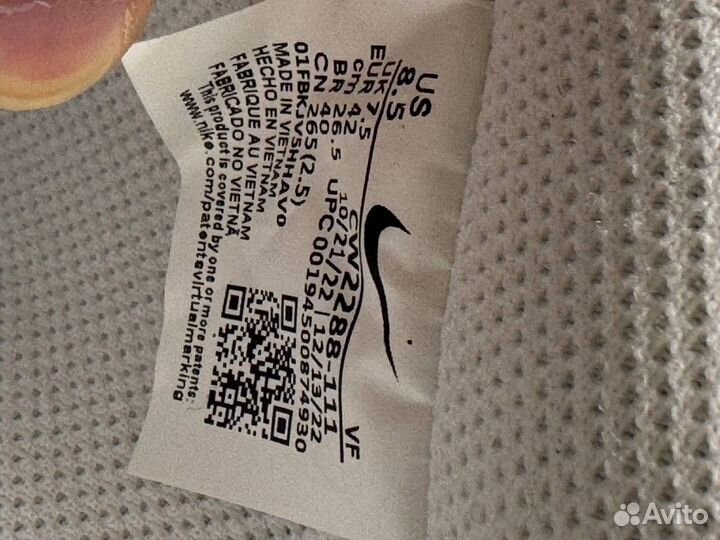 US 8.5
UK 7.5
EUR 42
cm 26.5
BR 40
CN 265(2.5)
CW2288-111 VF
10/21/22 12/13/22
UPC 00194500874930
01FBKJV5HHAV0
MADE IN VIETNAM
HECHO EN VIETNAM
FABRIQUE AU VIETNAM
FABRICADO NO VIETNÃ
This product is covered by one or more patents:
www.nike.com/patentsvirtualmarking
Avito